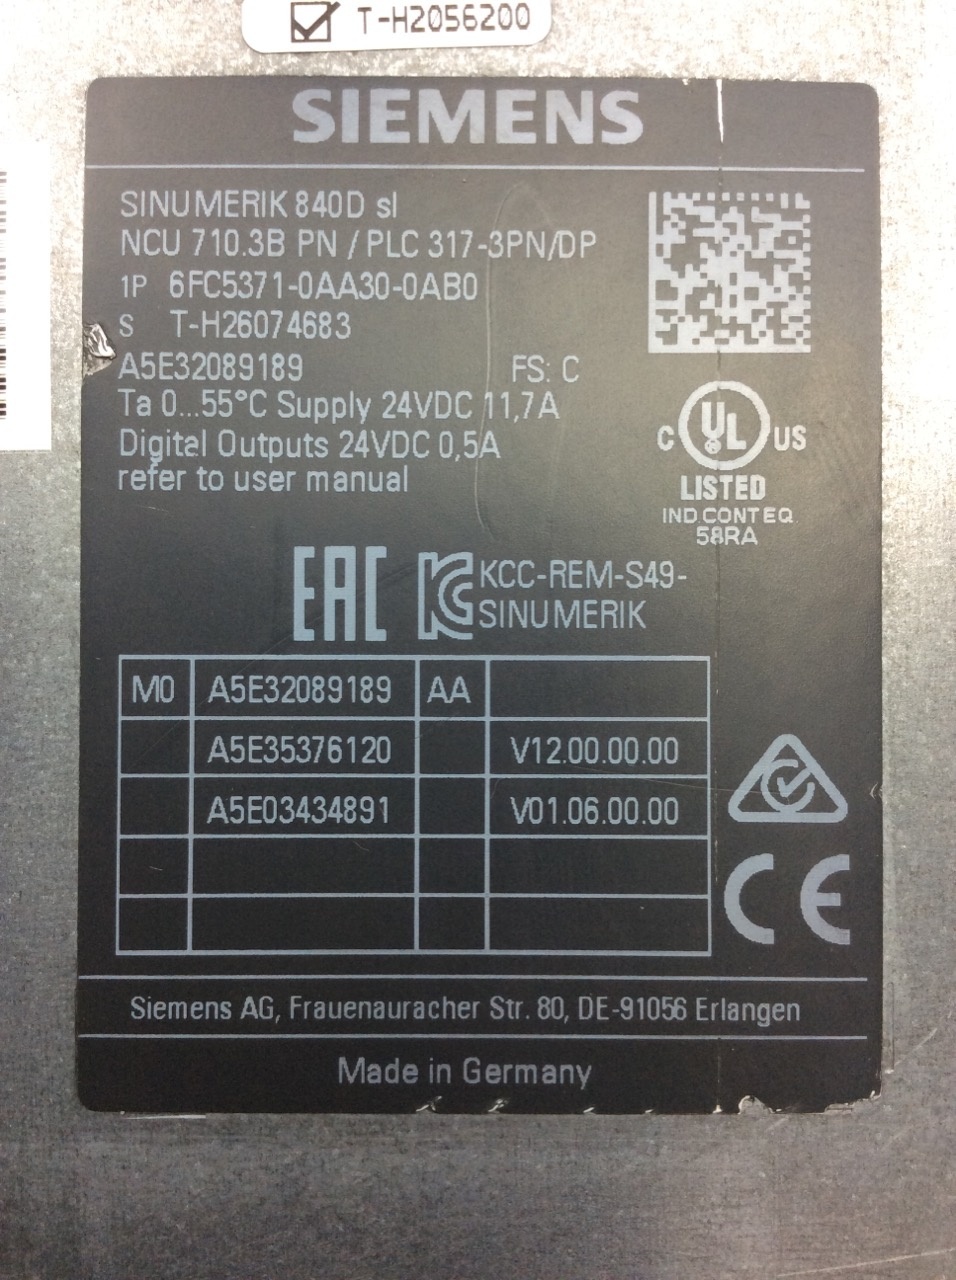 T-H2056200
SIEMENS
SINUMERIK 840D sl
NCU 710.3B PN / PLC 317-3PN/DP
1P 6FC5371-0AA30-0AB0
S T-H26074683
A5E32089189 FS: C
Ta 0...55°C Supply 24VDC 11,7A
Digital Outputs 24VDC 0,5A
refer to user manual
C UL US
LISTED
IND.CONT.EQ.
58RA
EAC KC KCC-REM-S49-
SINUMERIK
M0 A5E32089189 AA
A5E35376120 V12.00.00.00
A5E03434891 V01.06.00.00
CE
Siemens AG, Frauenauracher Str. 80, DE-91056 Erlangen
Made in Germany